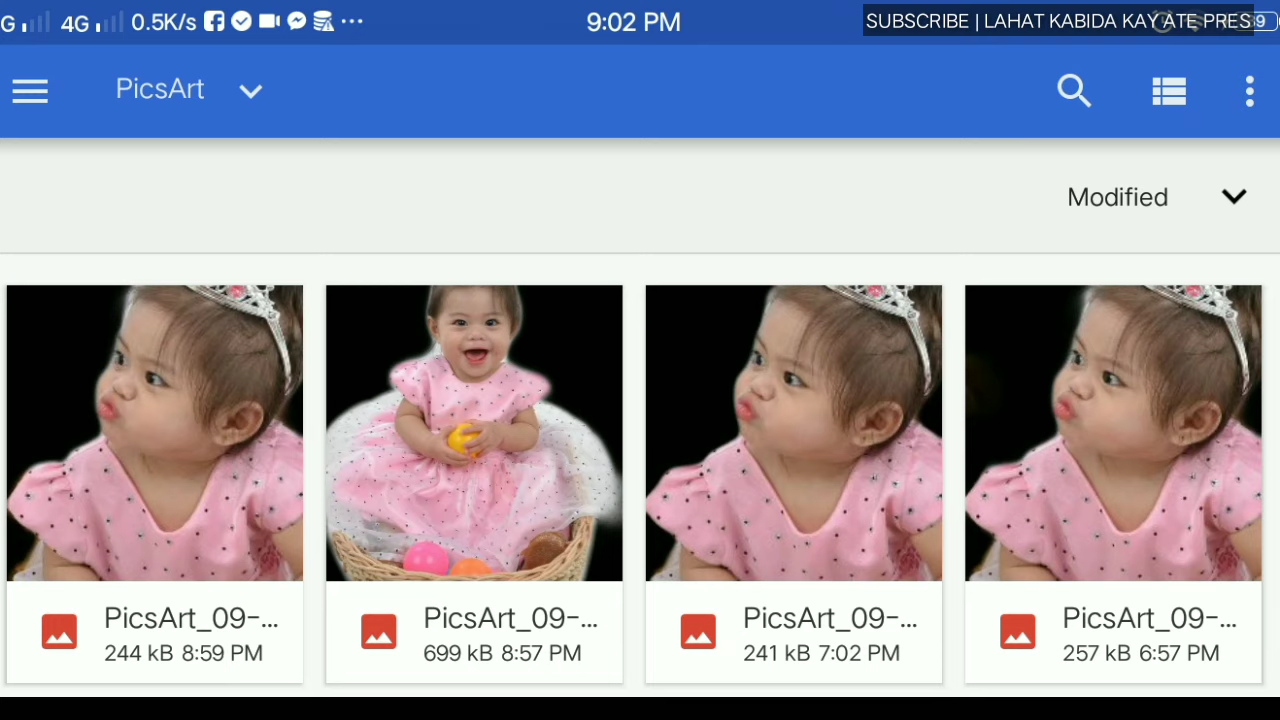 G 4G 0.5K/s 9:02 PM
SUBSCRIBE | LAHAT KABIDA KAY ATE PRES
PicsArt
Modified
PicsArt_09-...
244 kB 8:59 PM
PicsArt_09-...
699 kB 8:57 PM
PicsArt_09-...
241 kB 7:02 PM
PicsArt_09-...
257 kB 6:57 PM